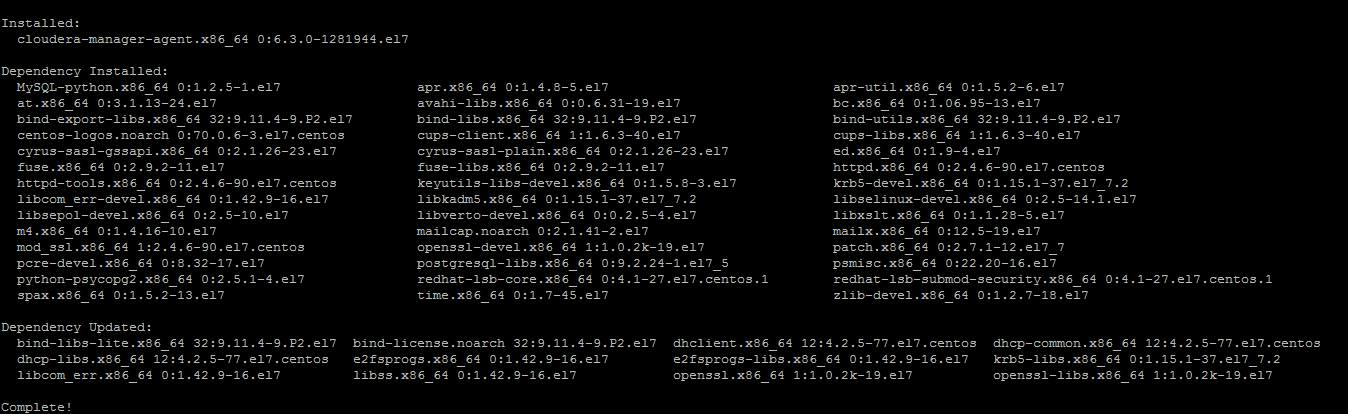 Installed:
cloudera-manager-agent.x86_64 0:6.3.0-1281944.el7
Dependency Installed:
MySQL-python.x86_64 0:1.2.5-1.el7 apr.x86_64 0:1.4.8-5.el7 apr-util.x86_64 0:1.5.2-6.el7
at.x86_64 0:3.1.13-24.el7 avahi-libs.x86_64 0:0.6.31-19.el7 bc.x86_64 0:1.06.95-13.el7
bind-export-libs.x86_64 32:9.11.4-9.P2.el7 bind-libs.x86_64 32:9.11.4-9.P2.el7 bind-utils.x86_64 32:9.11.4-9.P2.el7
centos-logos.noarch 0:70.0.6-3.el7.centos cups-client.x86_64 1:1.6.3-40.el7 cups-libs.x86_64 1:1.6.3-40.el7
cyrus-sasl-gssapi.x86_64 0:2.1.26-23.el7 cyrus-sasl-plain.x86_64 0:2.1.26-23.el7 ed.x86_64 0:1.9-4.el7
fuse.x86_64 0:2.9.2-11.el7 fuse-libs.x86_64 0:2.9.2-11.el7 httpd.x86_64 0:2.4.6-90.el7.centos
httpd-tools.x86_64 0:2.4.6-90.el7.centos keyutils-libs-devel.x86_64 0:1.5.8-3.el7 krb5-devel.x86_64 0:1.15.1-37.el7_7.2
libcom_err-devel.x86_64 0:1.42.9-16.el7 libkadm5.x86_64 0:1.15.1-37.el7_7.2 libselinux-devel.x86_64 0:2.5-14.1.el7
libsepol-devel.x86_64 0:2.5-10.el7 libverto-devel.x86_64 0:0.2.5-4.el7 libxslt.x86_64 0:1.1.28-5.el7
m4.x86_64 0:1.4.16-10.el7 mailcap.noarch 0:2.1.41-2.el7 mailx.x86_64 0:12.5-19.el7
mod_ssl.x86_64 1:2.4.6-90.el7.centos openssl-devel.x86_64 1:1.0.2k-19.el7 patch.x86_64 0:2.7.1-12.el7_7
pcre-devel.x86_64 0:8.32-17.el7 postgresql-libs.x86_64 0:9.2.24-1.el7_5 psmisc.x86_64 0:22.20-16.el7
python-psycopg2.x86_64 0:2.5.1-4.el7 redhat-lsb-core.x86_64 0:4.1-27.el7.centos.1 redhat-lsb-submod-security.x86_64 0:4.1-27.el7.centos.1
spax.x86_64 0:1.5.2-13.el7 time.x86_64 0:1.7-45.el7 zlib-devel.x86_64 0:1.2.7-18.el7
Dependency Updated:
bind-libs-lite.x86_64 32:9.11.4-9.P2.el7 bind-license.noarch 32:9.11.4-9.P2.el7 dhclient.x86_64 12:4.2.5-77.el7.centos dhcp-common.x86_64 12:4.2.5-77.el7.centos
dhcp-libs.x86_64 12:4.2.5-77.el7.centos e2fsprogs.x86_64 0:1.42.9-16.el7 e2fsprogs-libs.x86_64 0:1.42.9-16.el7 krb5-libs.x86_64 0:1.15.1-37.el7_7.2
libcom_err.x86_64 0:1.42.9-16.el7 libss.x86_64 0:1.42.9-16.el7 openssl.x86_64 1:1.0.2k-19.el7 openssl-libs.x86_64 1:1.0.2k-19.el7
Complete!